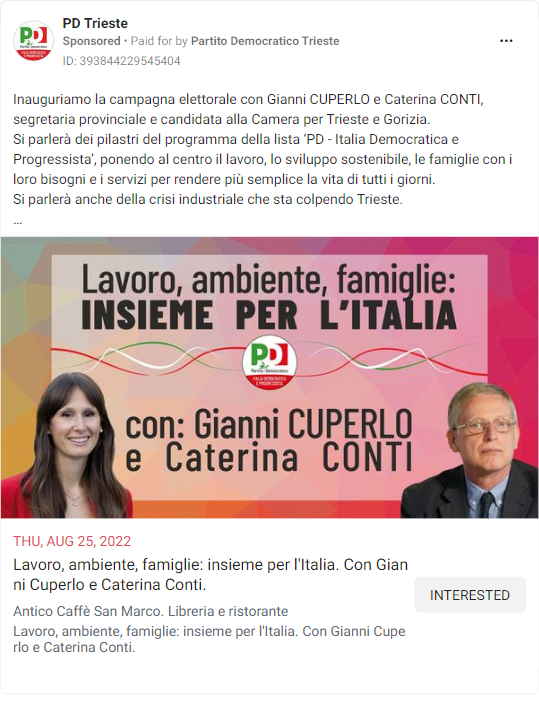 PD Trieste
Sponsored • Paid for by Partito Democratico Trieste
ID: 393844229545404
Inauguriamo la campagna elettorale con Gianni CUPERLO e Caterina CONTI,
segretaria provinciale e candidata alla Camera per Trieste e Gorizia.
Si parlerà dei pilastri del programma della lista ‘PD - Italia Democratica e
Progressista’, ponendo al centro il lavoro, lo sviluppo sostenibile, le famiglie con i
loro bisogni e i servizi per rendere più semplice la vita di tutti i giorni.
Si parlerà anche della crisi industriale che sta colpendo Trieste.
...
Lavoro, ambiente, famiglie:
INSIEME PER L'ITALIA
PD
Partito Democratico
ITALIA DEMOCRATICA
E PROGRESSISTA
con: Gianni CUPERLO
e Caterina CONTI
THU, AUG 25, 2022
Lavoro, ambiente, famiglie: insieme per l'Italia. Con Gian
ni Cuperlo e Caterina Conti.
INTERESTED
Antico Caffè San Marco. Libreria e ristorante
Lavoro, ambiente, famiglie: insieme per l'Italia. Con Gianni Cupe
rlo e Caterina Conti.